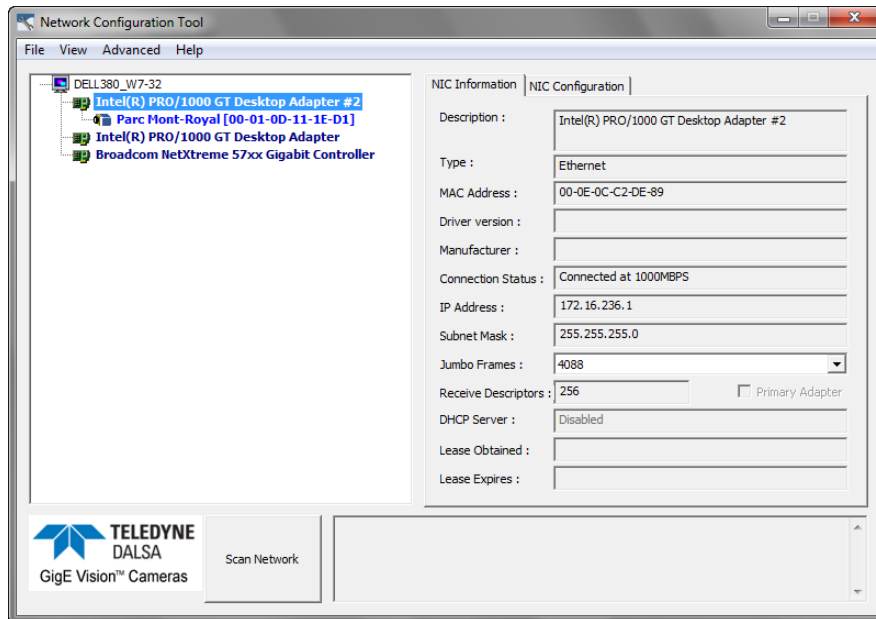 Network Configuration Tool
File View Advanced Help
DELL380_W7-32
Intel(R) PRO/1000 GT Desktop Adapter #2
Parc Mont-Royal [00-01-0D-11-1E-D1]
Intel(R) PRO/1000 GT Desktop Adapter
Broadcom NetXtreme 57xx Gigabit Controller
NIC Information NIC Configuration
Description : Intel(R) PRO/1000 GT Desktop Adapter #2
Type : Ethernet
MAC Address : 00-0E-0C-C2-DE-89
Driver version :
Manufacturer :
Connection Status : Connected at 1000MBPS
IP Address : 172.16.236.1
Subnet Mask : 255.255.255.0
Jumbo Frames : 4088
Receive Descriptors : 256 Primary Adapter
DHCP Server : Disabled
Lease Obtained :
Lease Expires :
TELEDYNE
DALSA
GigE Vision™ Cameras
Scan Network